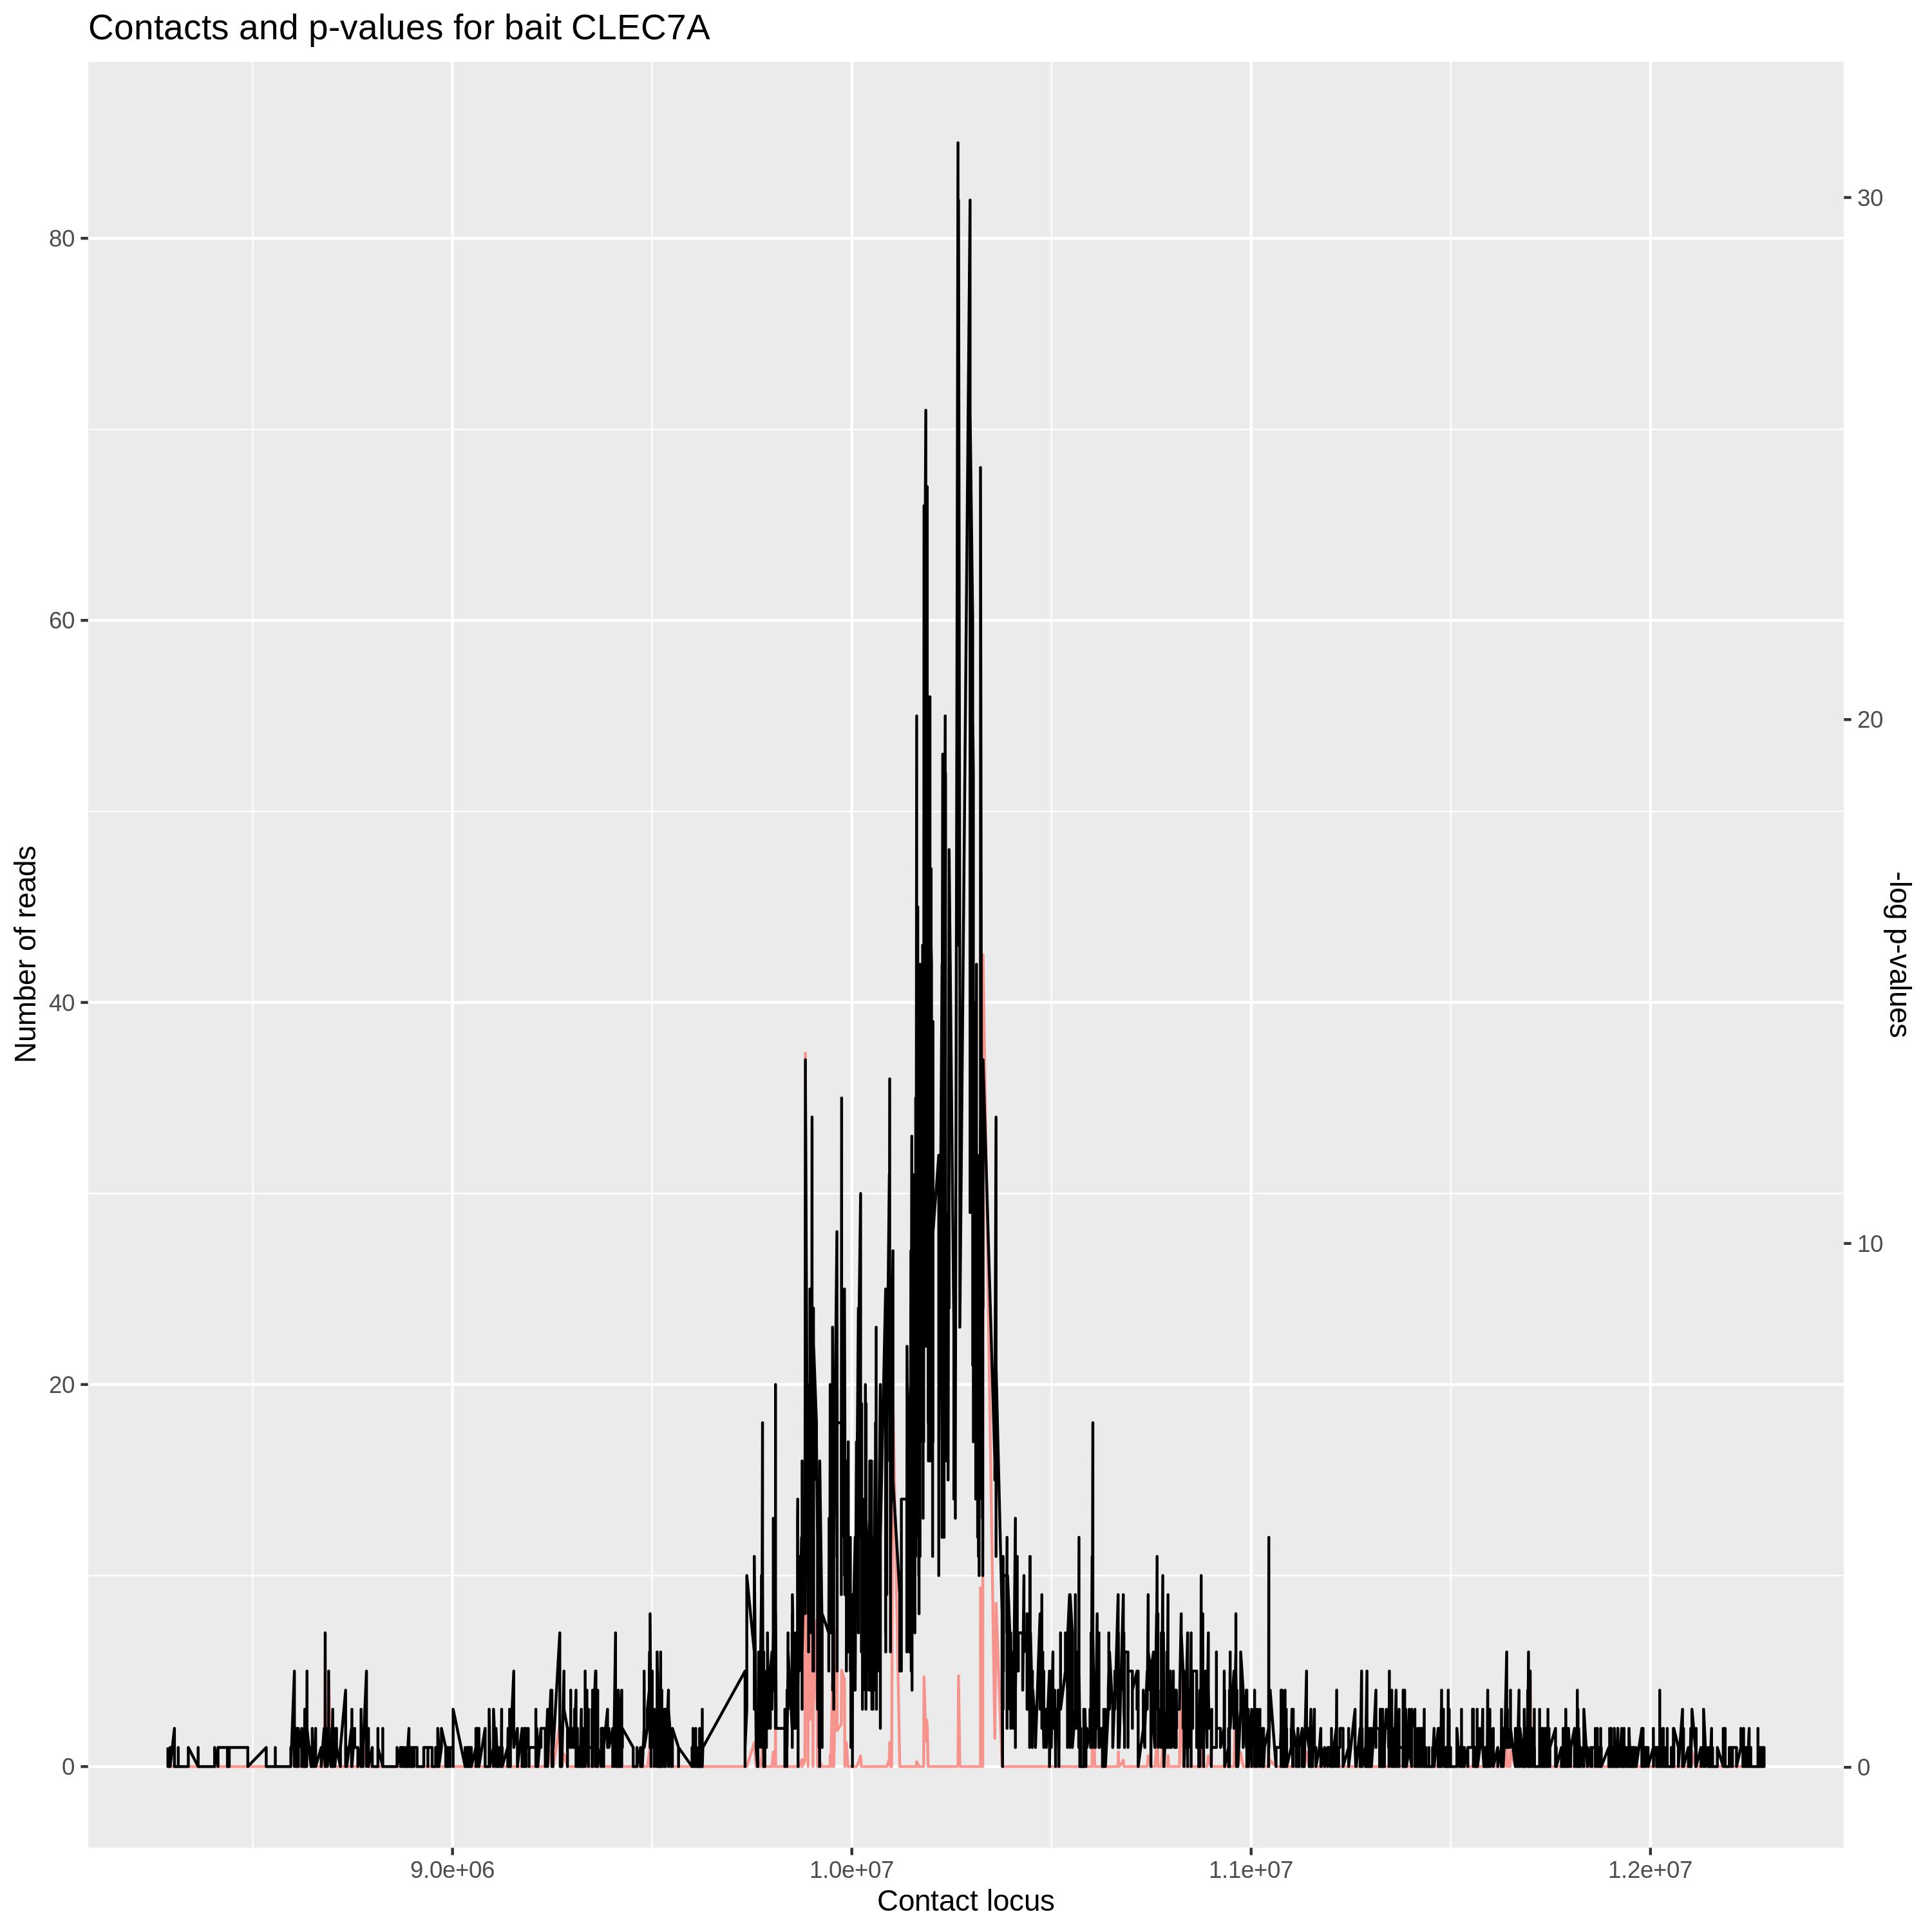 Contacts and p-values for bait CLEC7A
80
60
40
20
0
30
20
10
0
9.0e+06
1.0e+07
1.1e+07
1.2e+07
Number of reads
-log p-values
Contact locus